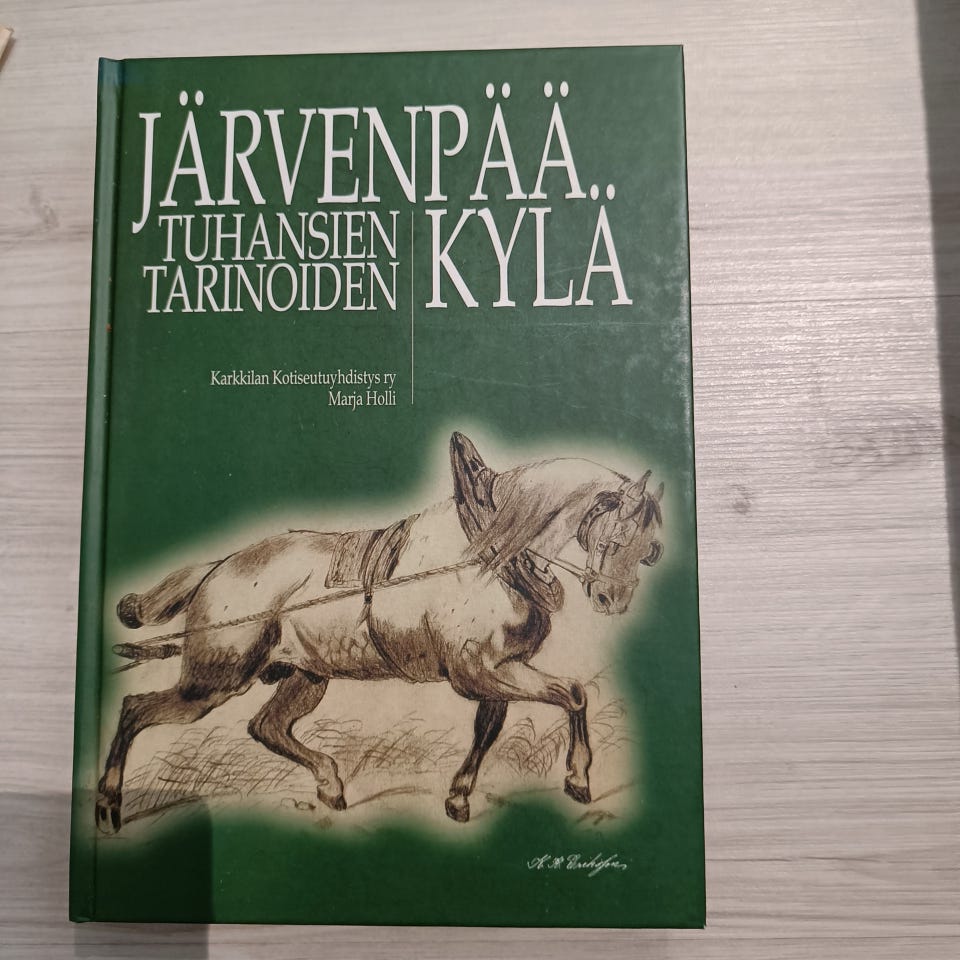 JÄRVENPÄÄ
TUHANSIEN
TARINOIDEN
KYLÄ
Karkkilan Kotiseutuyhdistys ry
Marja Holli